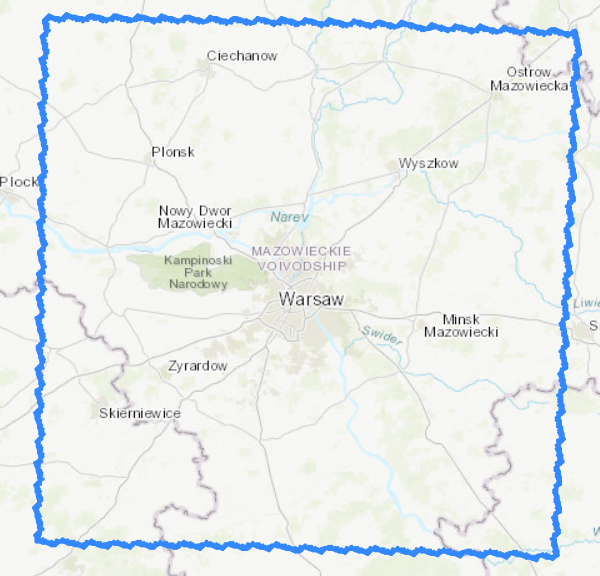 Ciechanow
Ostrow
Mazowiecka
Plonsk
Wyszkow
Plock
Nowy Dwor
Mazowiecki
Narev
MAZOWIECKIE
VOIVODSHIP
Kampinoski
Park
Narodowy
Warsaw
Liwie
Minsk
Mazowiecki
S
Swider
Zyrardow
Skierniewice
W